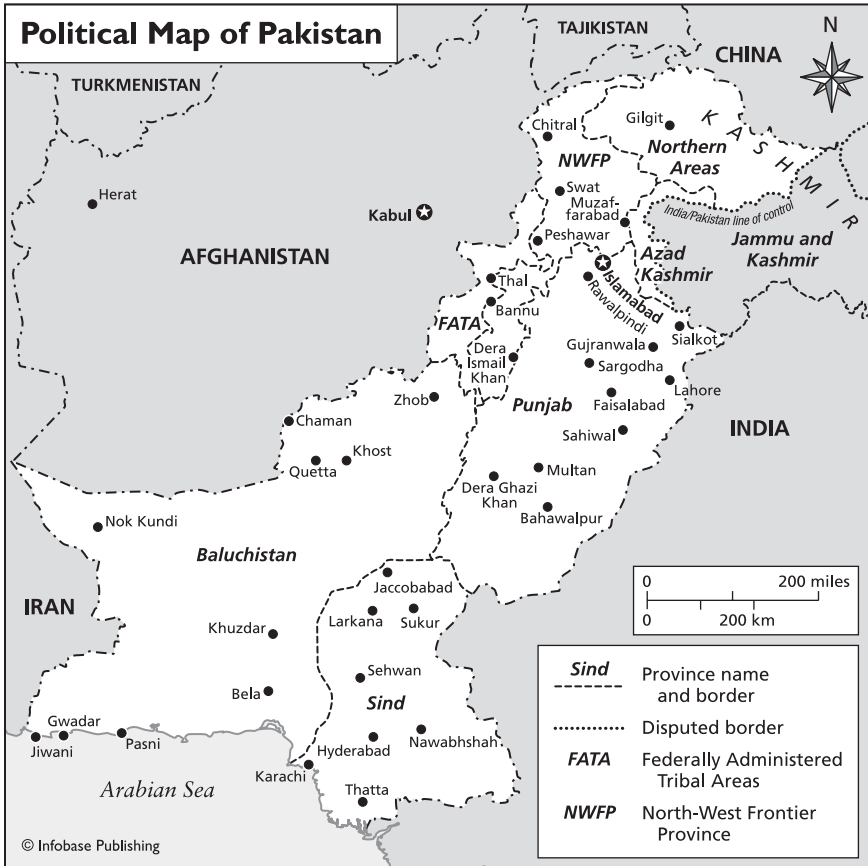 Political Map of Pakistan
TURKMENISTAN
TAJIKISTAN
CHINA
N
Herat
Kabul
AFGHANISTAN
Chitral
Gilgit
KASHMIR
Northern
Areas
NWFP
Swat
Muzaf-
farabad
India/Pakistan line of control
Peshawar
Azad
Kashmir
Jammu and
Kashmir
Islamabad
Rawalpindi
Thal
Bannu
FATA
Dera
Ismail
Khan
Sialkot
Gujranwala
Sargodha
Lahore
Faisalabad
Punjab
Zhob
Sahiwal
INDIA
Chaman
Khost
Quetta
Multan
Dera Ghazi
Khan
Bahawalpur
Nok Kundi
Baluchistan
Jaccobabad
Larkana
Sukur
IRAN
Khuzdar
Sehwan
Bela
Sind
Gwadar
Jiwani
Pasni
Hyderabad
Nawabhshah
Karachi
Thatta
Arabian Sea
0 200 miles
0 200 km
Sind Province name
and border
Disputed border
FATA Federally Administered
Tribal Areas
NWFP North-West Frontier
Province
© Infobase Publishing